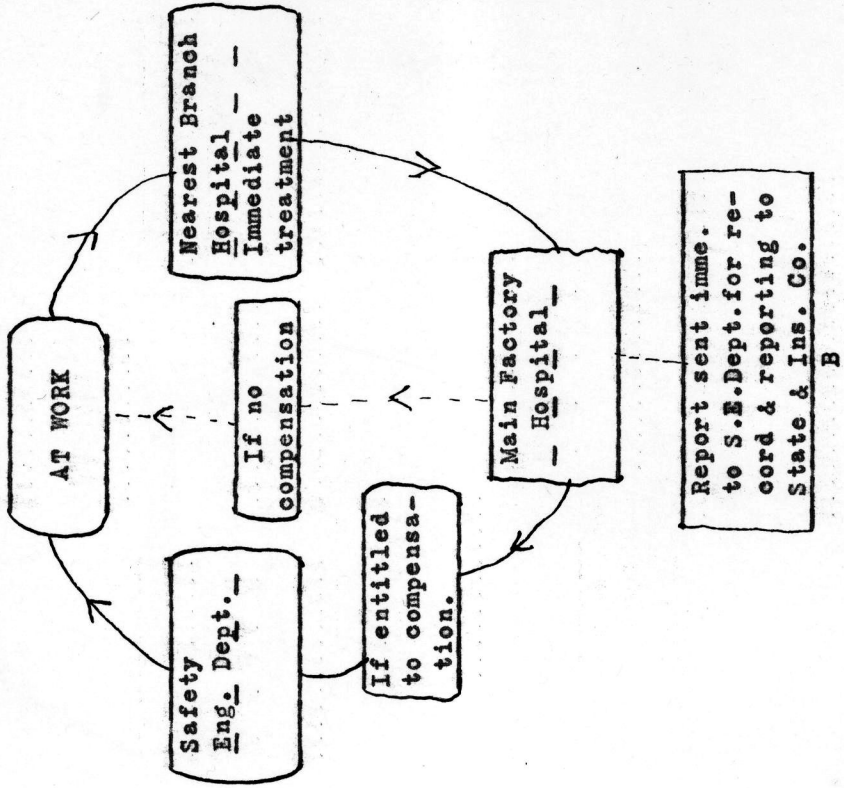 AT WORK
Nearest Branch
Hospital
Immediate
treatment
If no
compensation
Safety
Eng. Dept.
If entitled
to compensa-
tion.
Main Factory
Hospital
Report sent imme.
to S.E.Dept.for re-
cord & reporting to
State & Ins. Co.
B